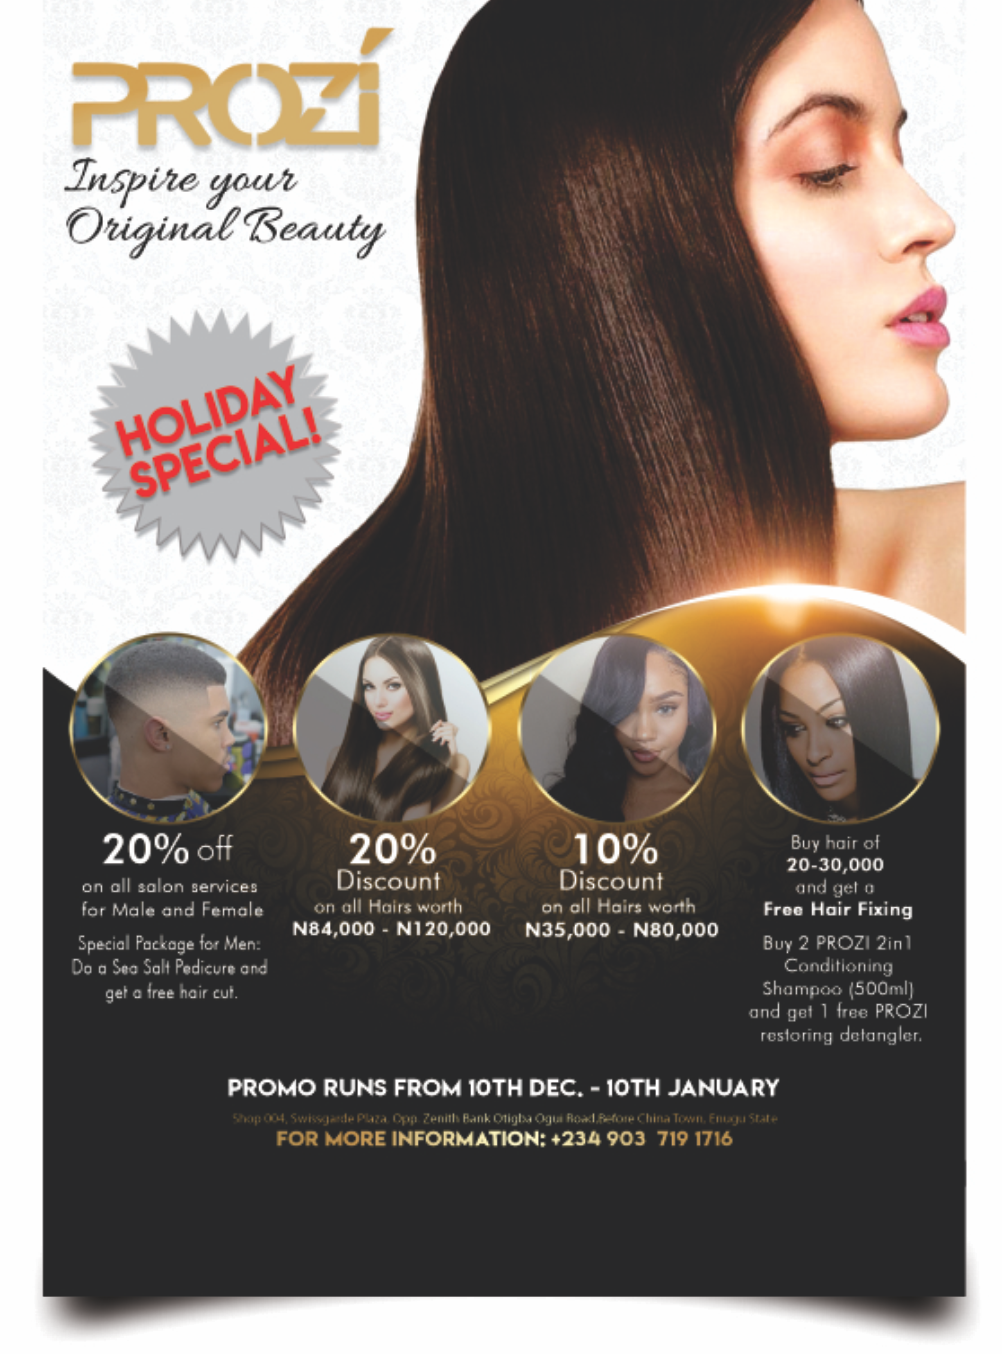 PROZÍ
Inspire your
Original Beauty
HOLIDAY
SPECIAL!
20% off
on all salon services
for Male and Female
Special Package for Men:
Do a Sea Salt Pedicure and
get a free hair cut.
20%
Discount
on all Hairs worth
N84,000 - N120,000
10%
Discount
on all Hairs worth
N35,000 - N80,000
Buy hair of
20-30,000
and get a
Free Hair Fixing
Buy 2 PROZI 2in1
Conditioning
Shampoo (500ml)
and get 1 free PROZI
restoring detangler.
PROMO RUNS FROM 10TH DEC. - 10TH JANUARY
Shop 004, Swissgarde Plaza, Opp. Zenith Bank Otigba Ogui Road,Before China Town, Enugu State
FOR MORE INFORMATION: +234 903 719 1716